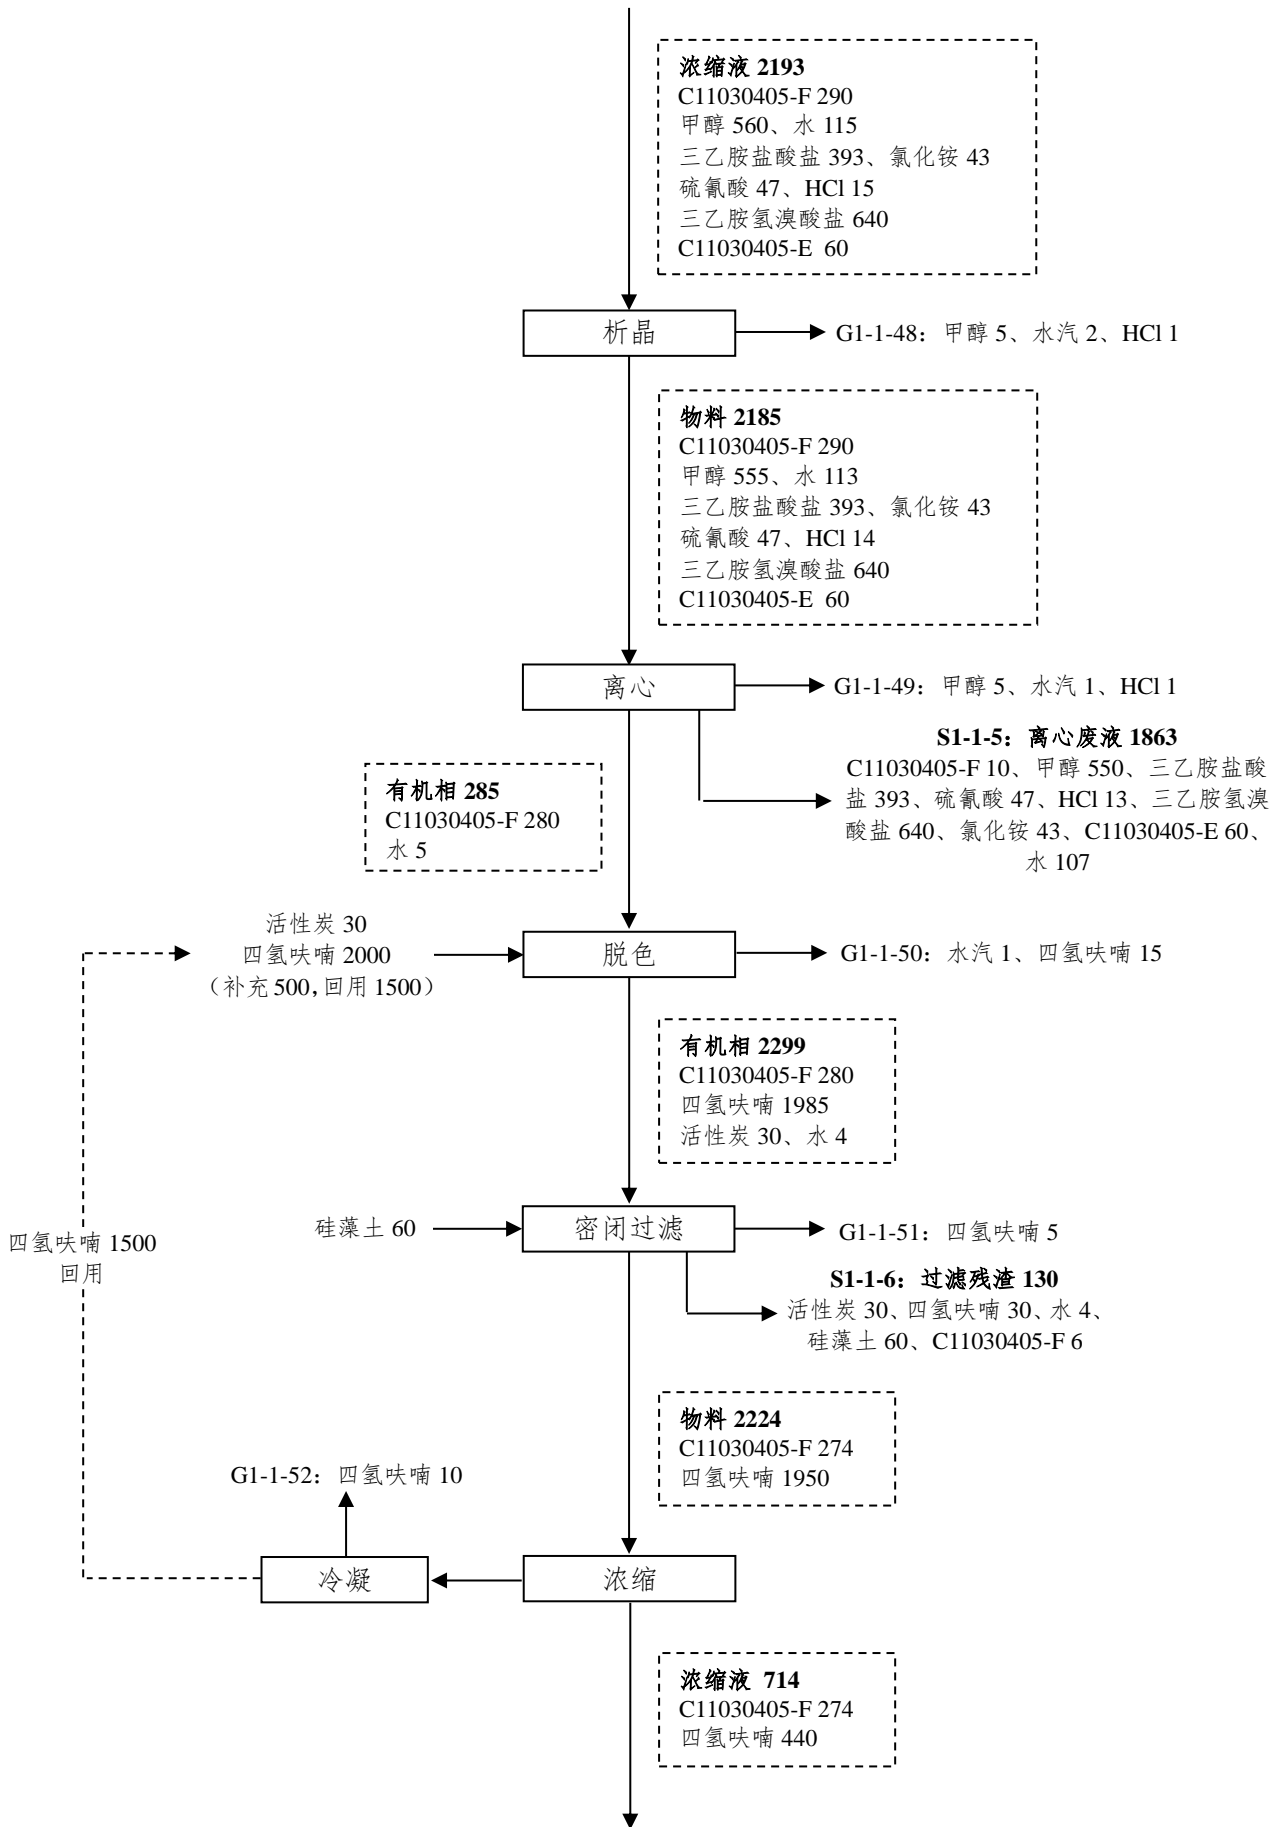 浓缩液 2193
C11030405-F 290
甲醇 560、水 115
三乙胺盐酸盐 393、氯化铵 43
硫氰酸 47、HCl 15
三乙胺氢溴酸盐 640
C11030405-E 60
析晶
G1-1-48：甲醇 5、水汽 2、HCl 1
物料 2185
C11030405-F 290
甲醇 555、水 113
三乙胺盐酸盐 393、氯化铵 43
硫氰酸 47、HCl 14
三乙胺氢溴酸盐 640
C11030405-E 60
离心
G1-1-49：甲醇 5、水汽 1、HCl 1
S1-1-5：离心废液 1863
C11030405-F 10、甲醇 550、三乙胺盐酸
盐 393、硫氰酸 47、HCl 13、三乙胺氢溴
酸盐 640、氯化铵 43、C11030405-E 60、
水 107
有机相 285
C11030405-F 280
水 5
活性炭 30
四氢呋喃 2000
（补充 500，回用 1500）
脱色
G1-1-50：水汽 1、四氢呋喃 15
有机相 2299
C11030405-F 280
四氢呋喃 1985
活性炭 30、水 4
硅藻土 60
密闭过滤
G1-1-51：四氢呋喃 5
S1-1-6：过滤残渣 130
活性炭 30、四氢呋喃 30、水 4、
硅藻土 60、C11030405-F 6
四氢呋喃 1500
回用
物料 2224
C11030405-F 274
四氢呋喃 1950
G1-1-52：四氢呋喃 10
冷凝
浓缩
浓缩液 714
C11030405-F 274
四氢呋喃 440